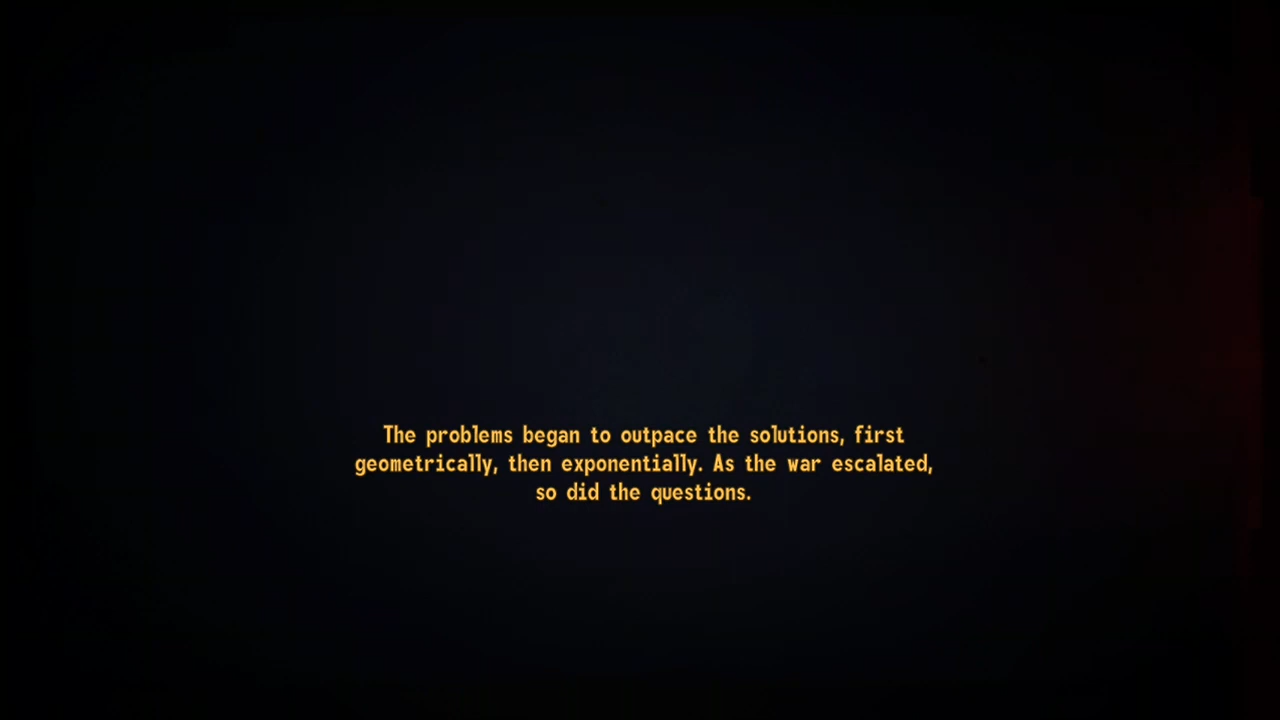 The problems began to outpace the solutions, first
geometrically, then exponentially. As the war escalated,
so did the questions.